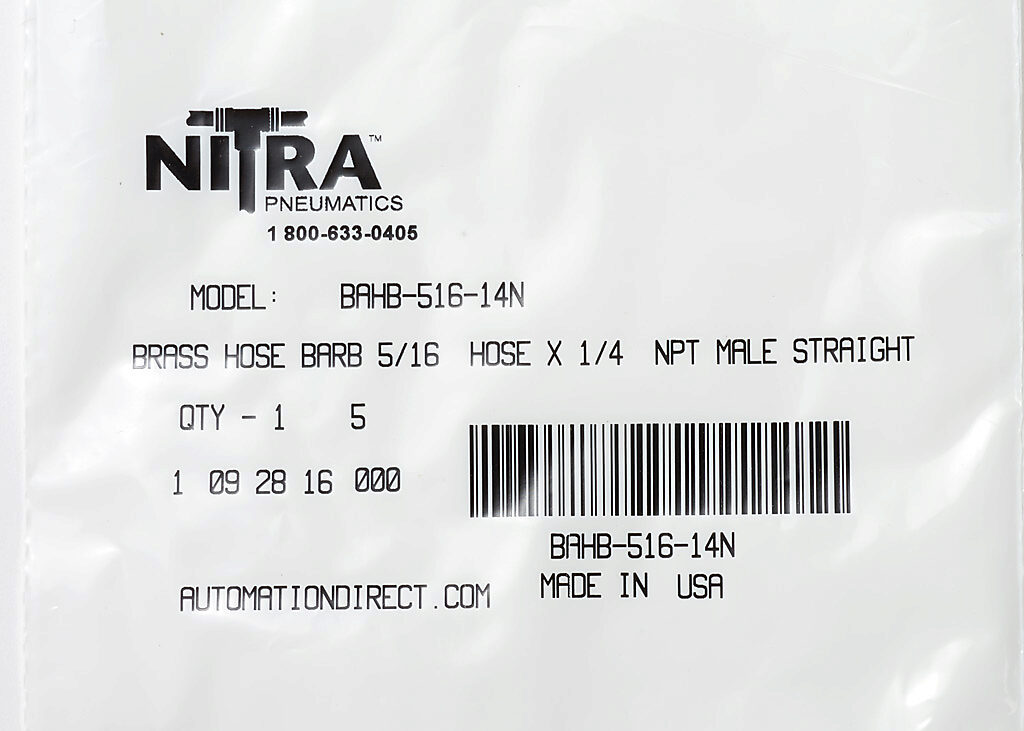 NITRA™
PNEUMATICS
1 800-633-0405
MODEL: BAHB-516-14N
BRASS HOSE BARB 5/16 HOSE X 1/4 NPT MALE STRAIGHT
QTY - 1 5
1 09 28 16 000
BAHB-516-14N
MADE IN USA
AUTOMATIONDIRECT.COM